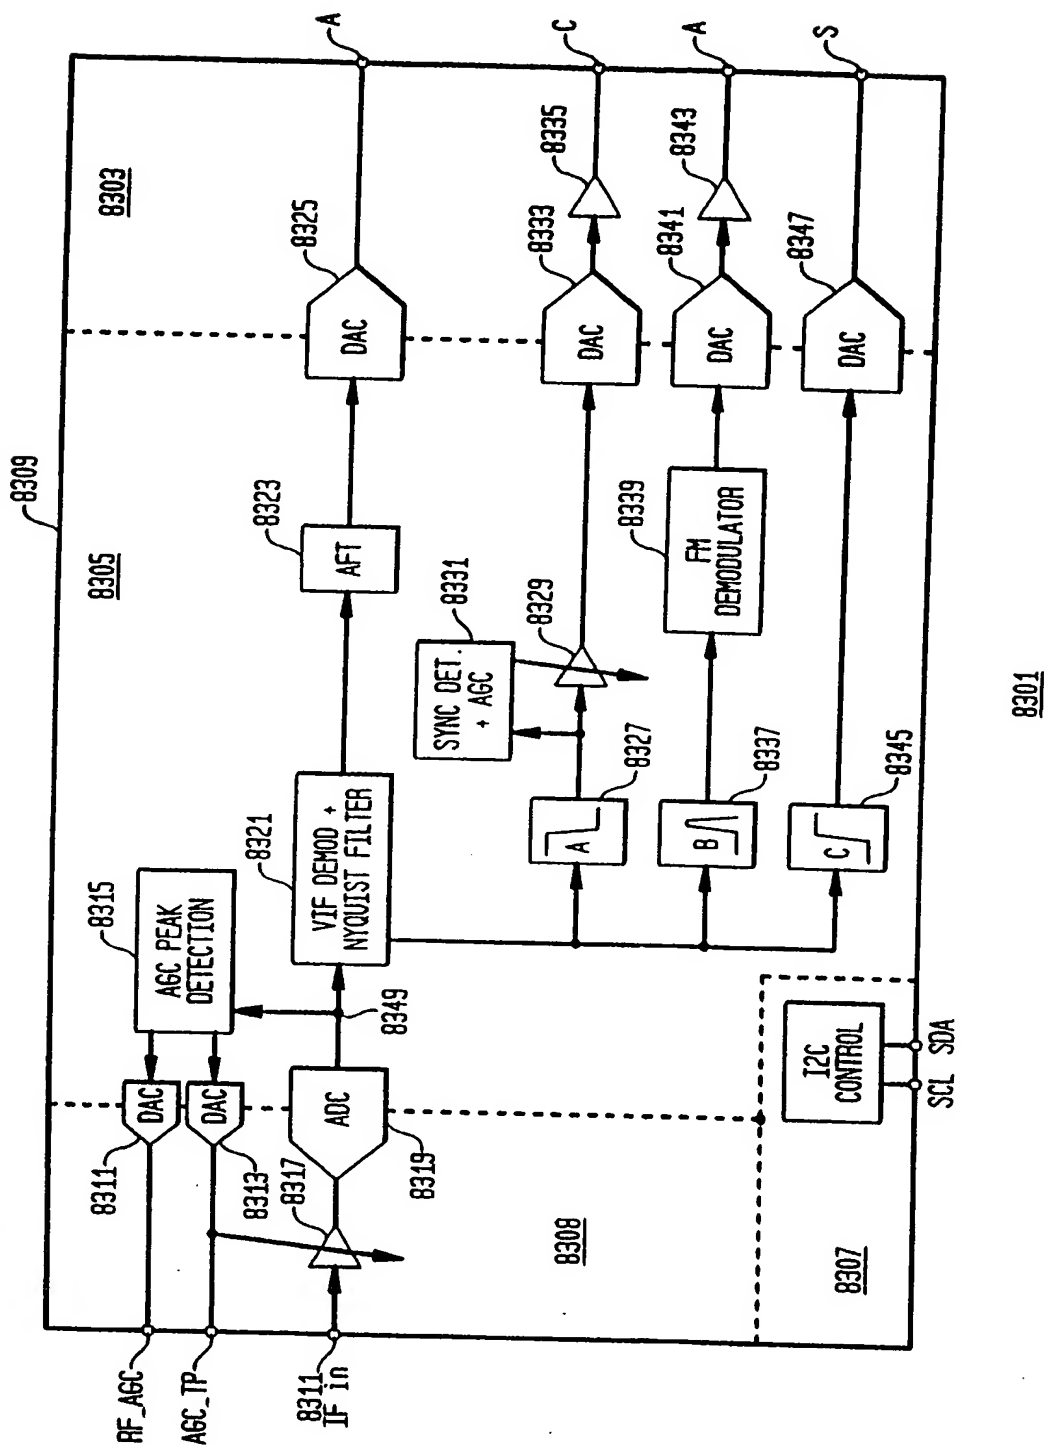 8309
8303
8305
8315
AGC PEAK
DETECTION
8311
DAC
DAC
8313
RF_AGC
AGC_TP
8311
IF in
8317
ADC
8319
8349
8321
VIF DEMOD +
NYQUIST FILTER
8323
AFT
8325
DAC
A
8331
SYNC DET.
+ AGC
8329
8327
A
8333
DAC
8335
C
8337
B
8339
FM
DEMODULATOR
8341
DAC
8343
A
8345
C
8347
DAC
S
8308
8307
I2C
CONTROL
SCL
SDA
8301